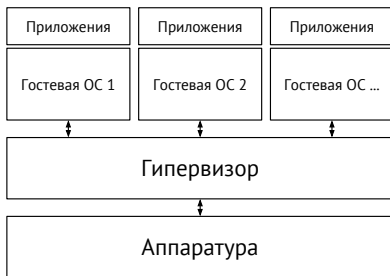 Приложения Приложения Приложения
Гостевая ОС 1 Гостевая ОС 2 Гостевая ОС ...
Гипервизор
Аппаратура